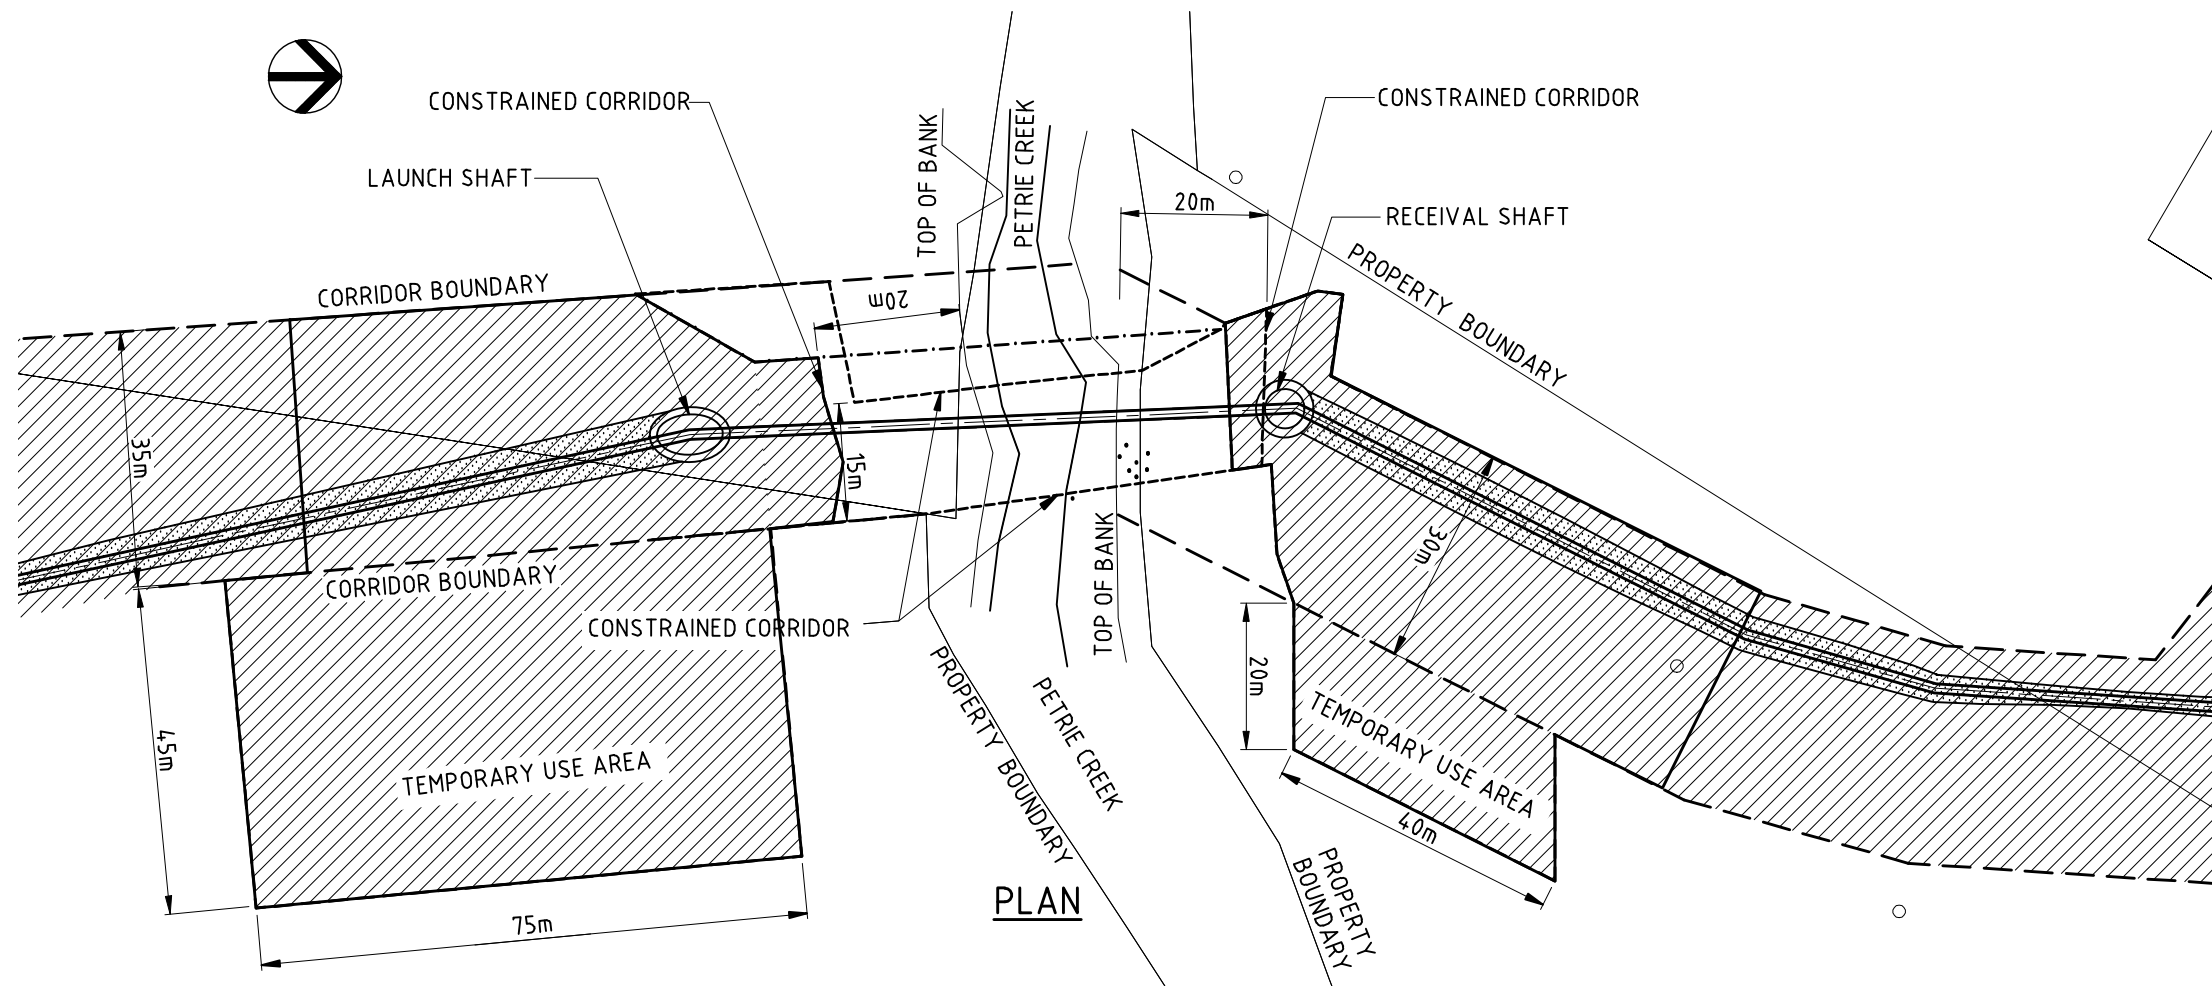 CONSTRAINED CORRIDOR
CONSTRAINED CORRIDOR
LAUNCH SHAFT
TOP OF BANK
PETRIE CREEK
20m
RECEIVAL SHAFT
PROPERTY BOUNDARY
CORRIDOR BOUNDARY
20m
35m
15m
30m
CORRIDOR BOUNDARY
TOP OF BANK
CONSTRAINED CORRIDOR
20m
PROPERTY BOUNDARY
PETRIE CREEK
TEMPORARY USE AREA
45m
TEMPORARY USE AREA
40m
PLAN
75m
PROPERTY
BOUNDARY